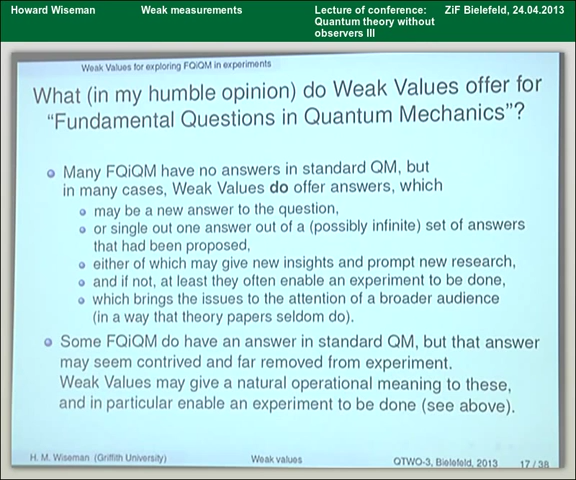 Howard Wiseman
Weak measurements
Lecture of conference:
Quantum theory without
observers III
ZiF Bielefeld, 24.04.2013
Weak Values for exploring FQiQM in experiments
What (in my humble opinion) do Weak Values offer for
“Fundamental Questions in Quantum Mechanics”?
Many FQiQM have no answers in standard QM, but
in many cases, Weak Values do offer answers, which
may be a new answer to the question,
or single out one answer out of a (possibly infinite) set of answers
that had been proposed,
either of which may give new insights and prompt new research,
and if not, at least they often enable an experiment to be done,
which brings the issues to the attention of a broader audience
(in a way that theory papers seldom do).
Some FQiQM do have an answer in standard QM, but that answer
may seem contrived and far removed from experiment.
Weak Values may give a natural operational meaning to these,
and in particular enable an experiment to be done (see above).
H. M. Wiseman (Griffith University)
Weak values
QTWO-3, Bielefeld, 2013
17 / 38